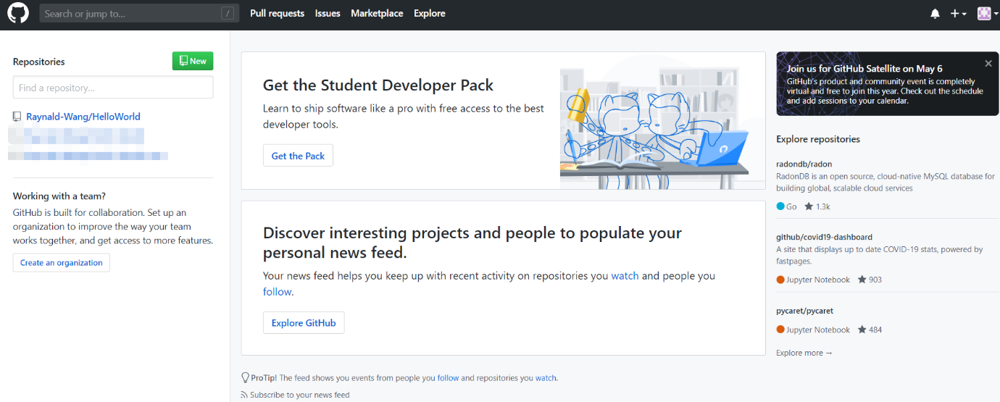 Search or jump to...
/
Pull requests
Issues
Marketplace
Explore
Repositories
New
Find a repository...
Raynald-Wang/HelloWorld
Working with a team?
GitHub is built for collaboration. Set up an
organization to improve the way your team
works together, and get access to more features.
Create an organization
Get the Student Developer Pack
Learn to ship software like a pro with free access to the best
developer tools.
Get the Pack
Discover interesting projects and people to populate your
personal news feed.
Your news feed helps you keep up with recent activity on repositories you watch and people you
follow.
Explore GitHub
ProTip! The feed shows you events from people you follow and repositories you watch.
Subscribe to your news feed
Join us for GitHub Satellite on May 6
GitHub's product and community event is completely
virtual and free to join this year. Check out the schedule
and add sessions to your calendar.
Explore repositories
radondb/radon
RadonDB is an open source, cloud-native MySQL database for
building global, scalable cloud services
Go 1.3k
github/covid19-dashboard
A site that displays up to date COVID-19 stats, powered by
fastpages.
Jupyter Notebook 903
pycaret/pycaret
Jupyter Notebook 484
Explore more →